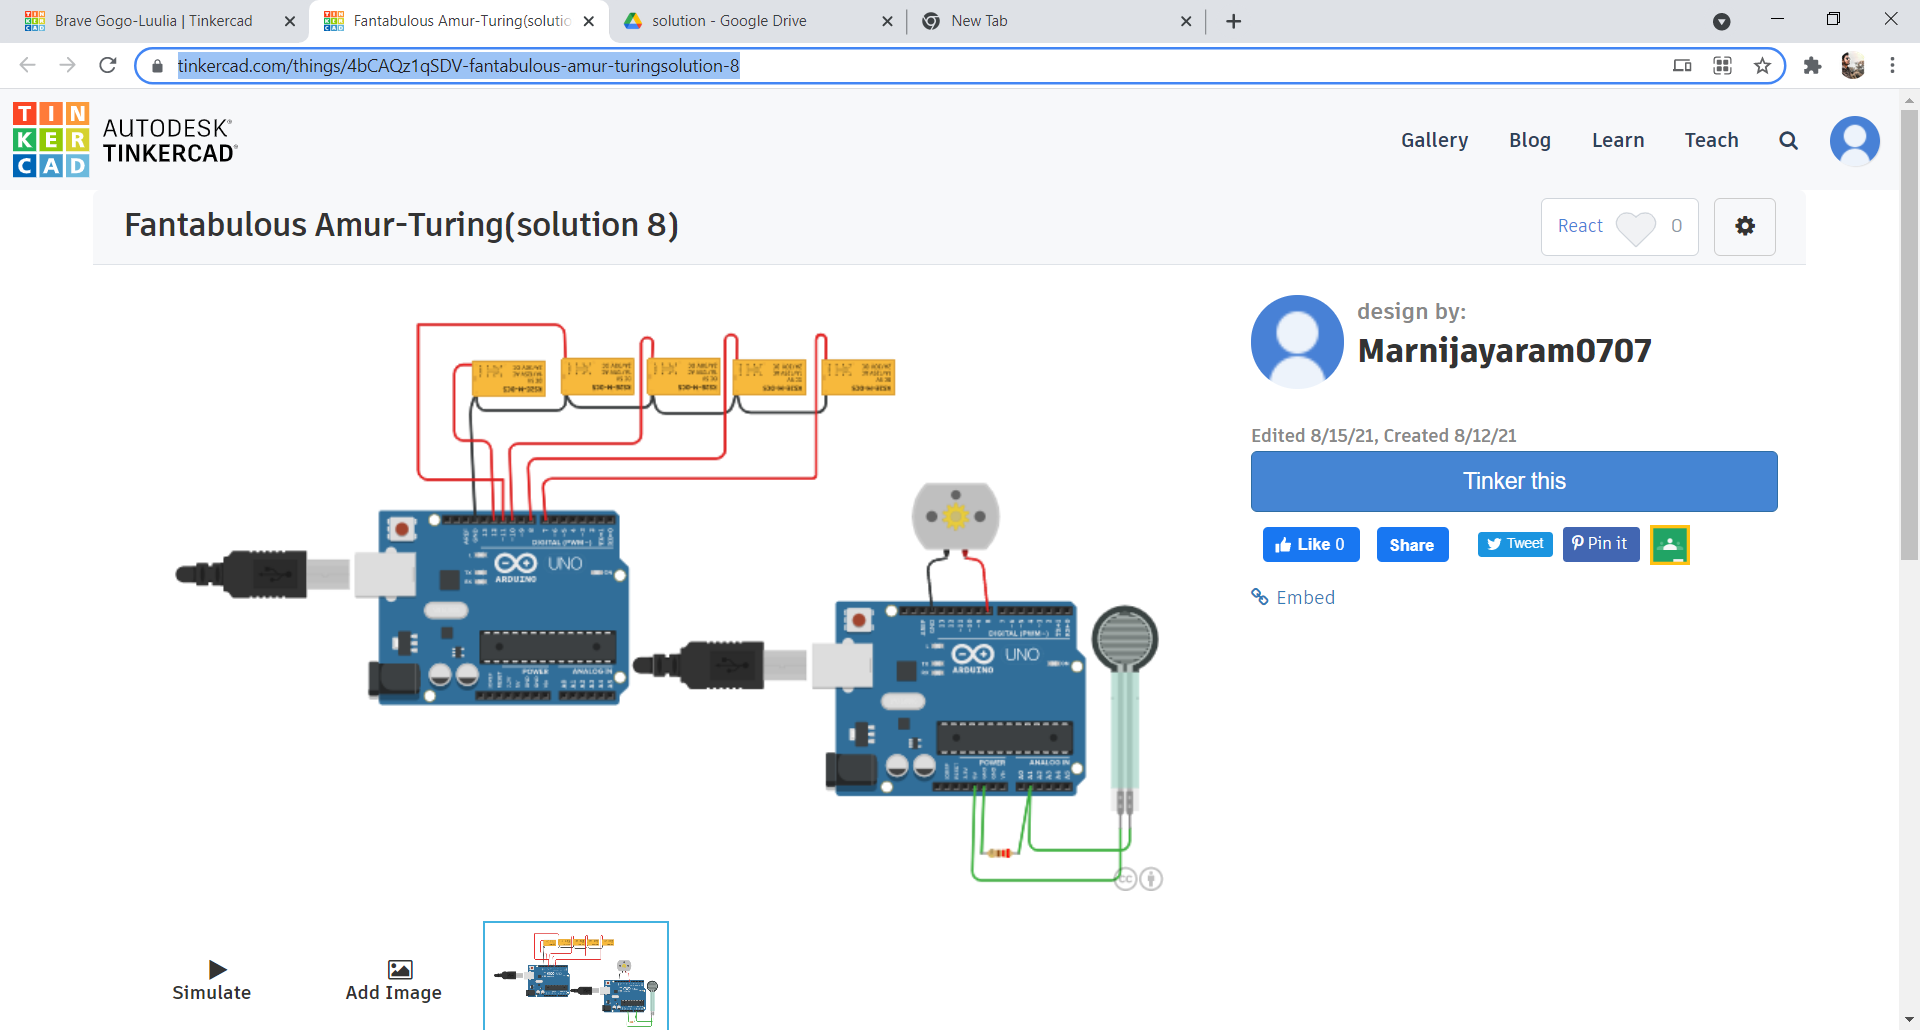 Brave Gogo-Luulia | Tinkercad
Fantabulous Amur-Turing(solutio
solution - Google Drive
New Tab
tinkercad.com/things/4bCAQz1qSDV-fantabulous-amur-turingsolution-8
TIN
KER
CAD
AUTODESK
TINKERCAD
Gallery
Blog
Learn
Teach
Fantabulous Amur-Turing(solution 8)
React
0
design by:
Marnijayaram0707
Edited 8/15/21, Created 8/12/21
Tinker this
Like 0
Share
Tweet
Pin it
Embed
DIGITAL (PWM~)
UNO
ARDUINO
POWER
ANALOG IN
DIGITAL (PWM~)
UNO
ARDUINO
POWER
ANALOG IN
cc
Simulate
Add Image